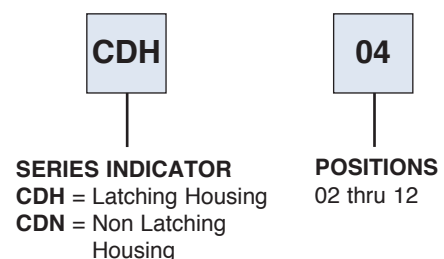 CDH 04
SERIES INDICATOR
CDH = Latching Housing
CDN = Non Latching
Housing
POSITIONS
02 thru 12